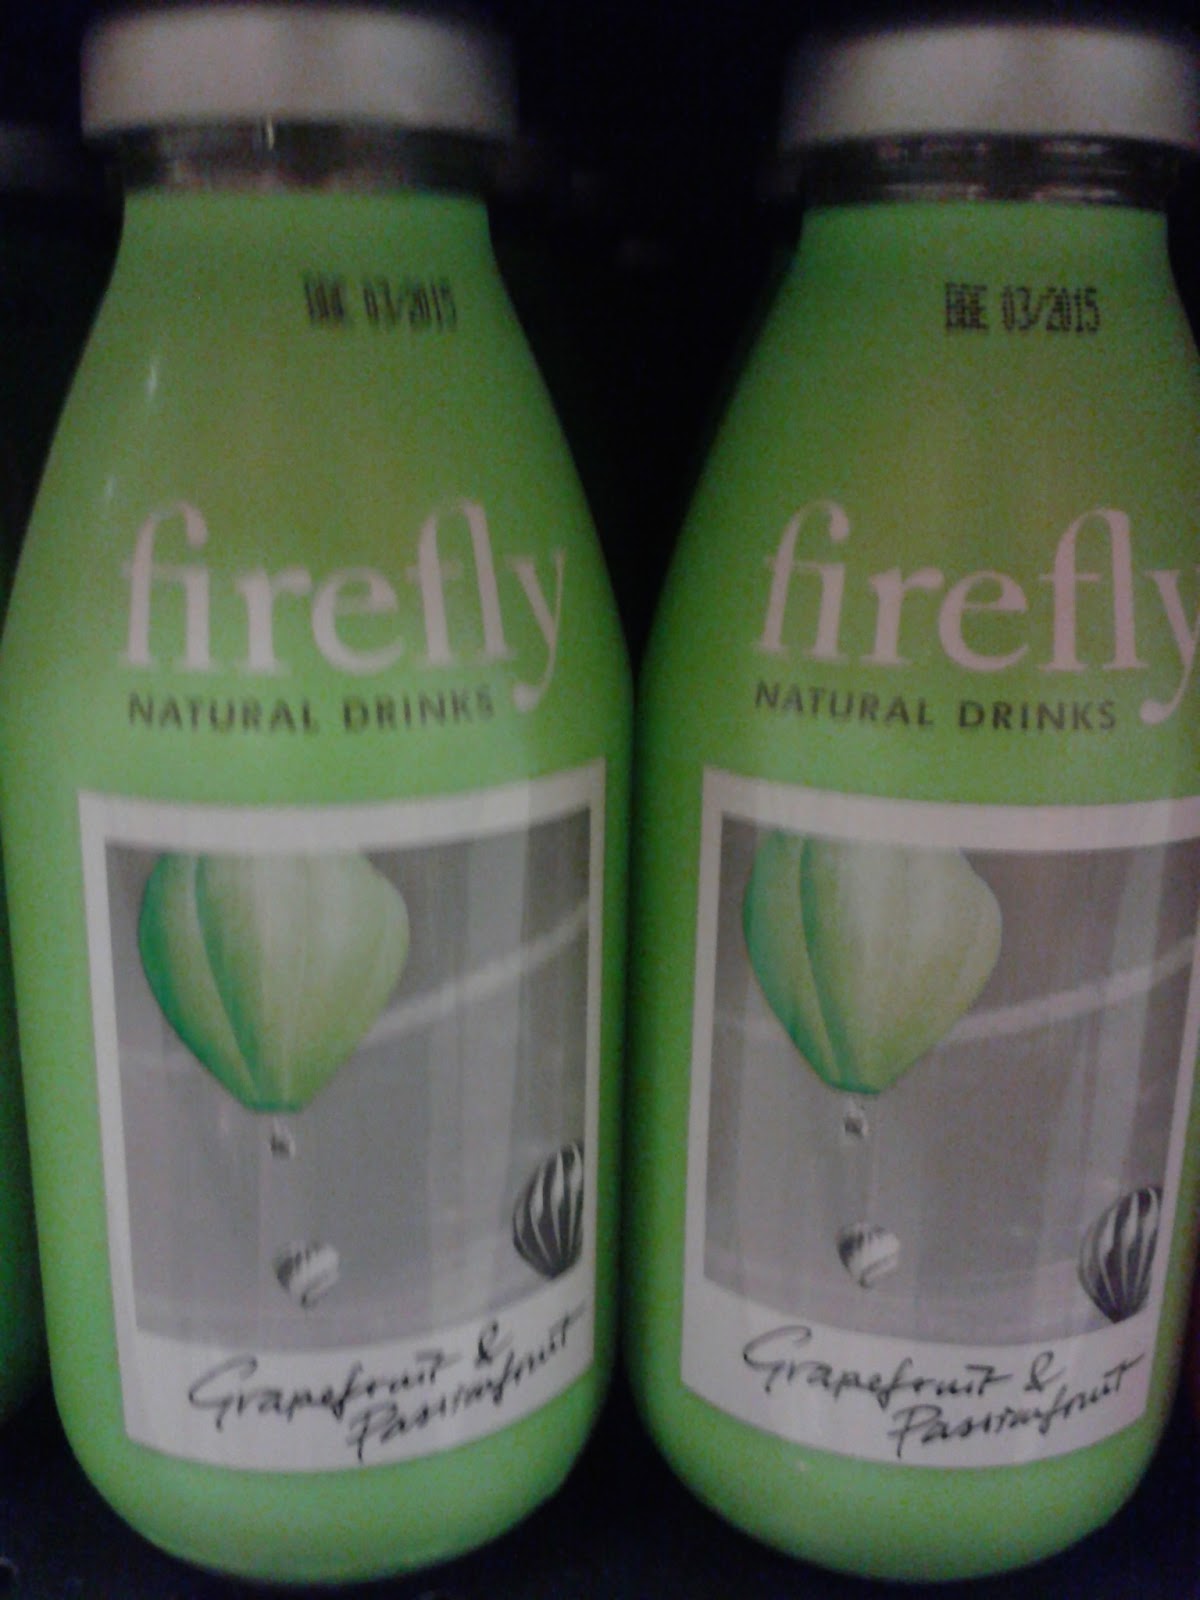 BBE 03/2015
firefly
NATURAL DRINKS
Grapefruit &
Passionfruit
BBE 03/2015
firefly
NATURAL DRINKS
Grapefruit &
Passionfruit